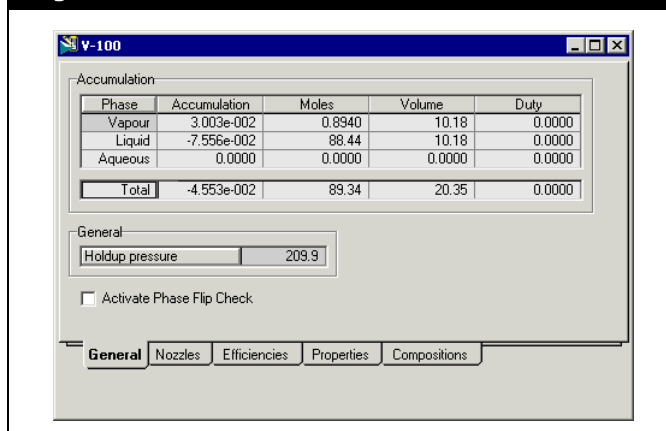 V-100
Accumulation
Phase Accumulation Moles Volume Duty
Vapour 3.003e-002 0.8940 10.18 0.0000
Liquid -7.556e-002 88.44 10.18 0.0000
Aqueous 0.0000 0.0000 0.0000 0.0000
Total -4.553e-002 89.34 20.35 0.0000
General
Holdup pressure 209.9
Activate Phase Flip Check
General Nozzles Efficiencies Properties Compositions